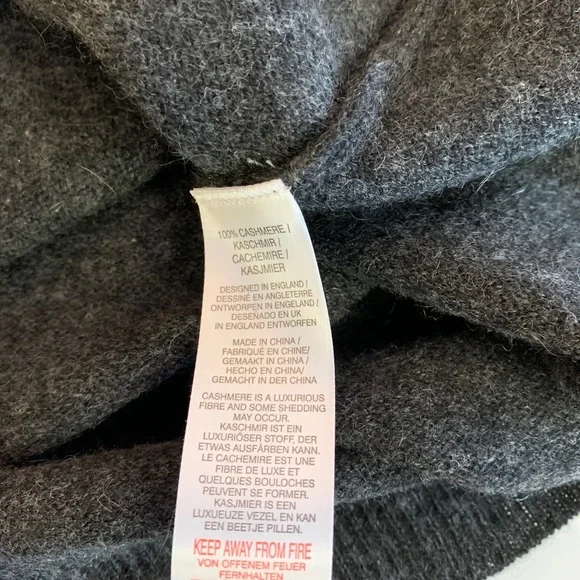 100% CASHMERE /
KASCHMIR /
CACHEMIRE /
KASJMIER
DESIGNED IN ENGLAND /
DESSINÉ EN ANGLETERRE
ONTWORPEN IN ENGELAND /
DESEÑADO EN UK
IN ENGLAND ENTWORFEN
MADE IN CHINA /
FABRIQUÉ EN CHINE/
GEMAAKT IN CHINA /
HECHO EN CHINA/
GEMACHT IN DER CHINA
CASHMERE IS A LUXURIOUS
FIBRE AND SOME SHEDDING
MAY OCCUR.
KASCHMIR IST EIN
LUXURIÖSER STOFF, DER
ETWAS AUSFÄRBEN KANN.
LE CACHEMIRE EST UNE
FIBRE DE LUXE ET
QUELQUES BOULOCHES
PEUVENT SE FORMER.
KASJMIER IS EEN
LUXUEUZE VEZEL EN KAN
EEN BEETJE PILLEN.
KEEP AWAY FROM FIRE
VON OFFENEM FEUER
FERNHALTEN